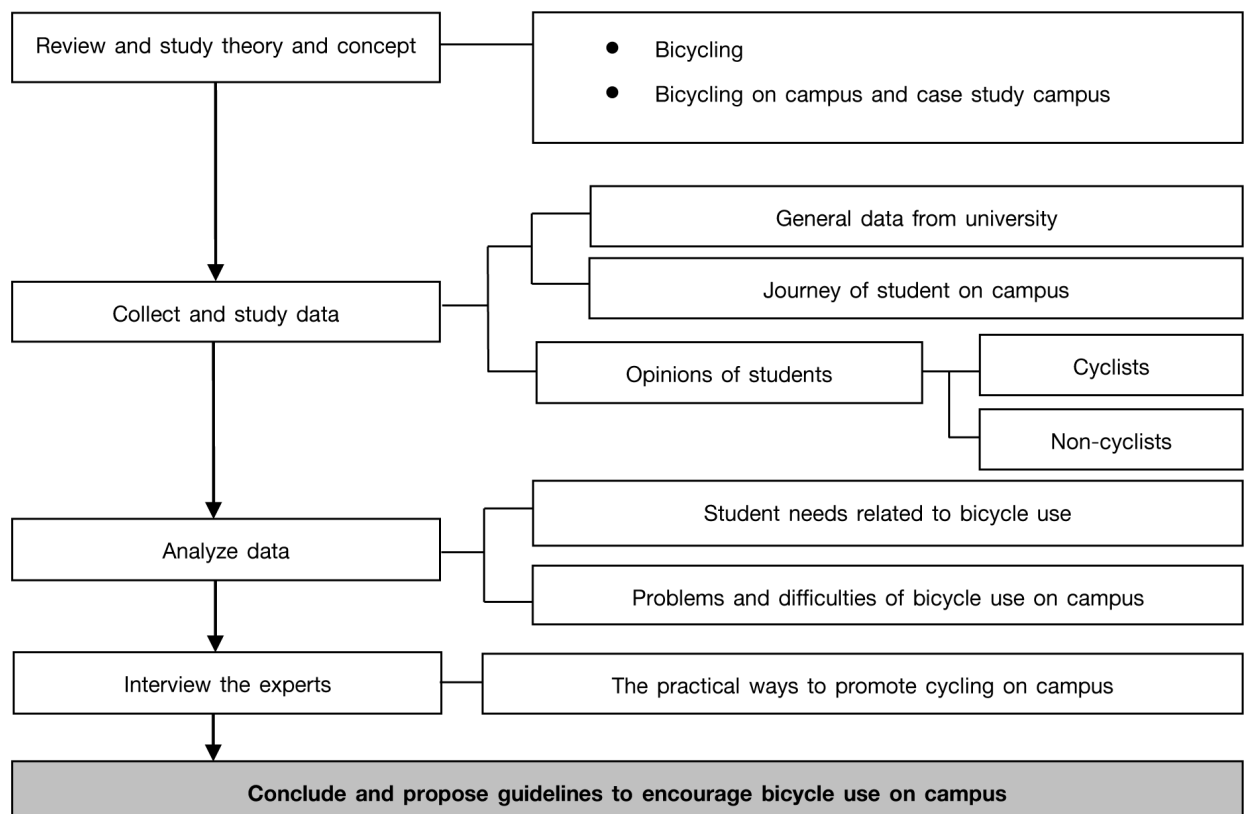 Review and study theory and concept
● Bicycling
● Bicycling on campus and case study campus
General data from university
Journey of student on campus
Collect and study data
Opinions of students
Cyclists
Non-cyclists
Student needs related to bicycle use
Analyze data
Problems and difficulties of bicycle use on campus
Interview the experts
The practical ways to promote cycling on campus
Conclude and propose guidelines to encourage bicycle use on campus